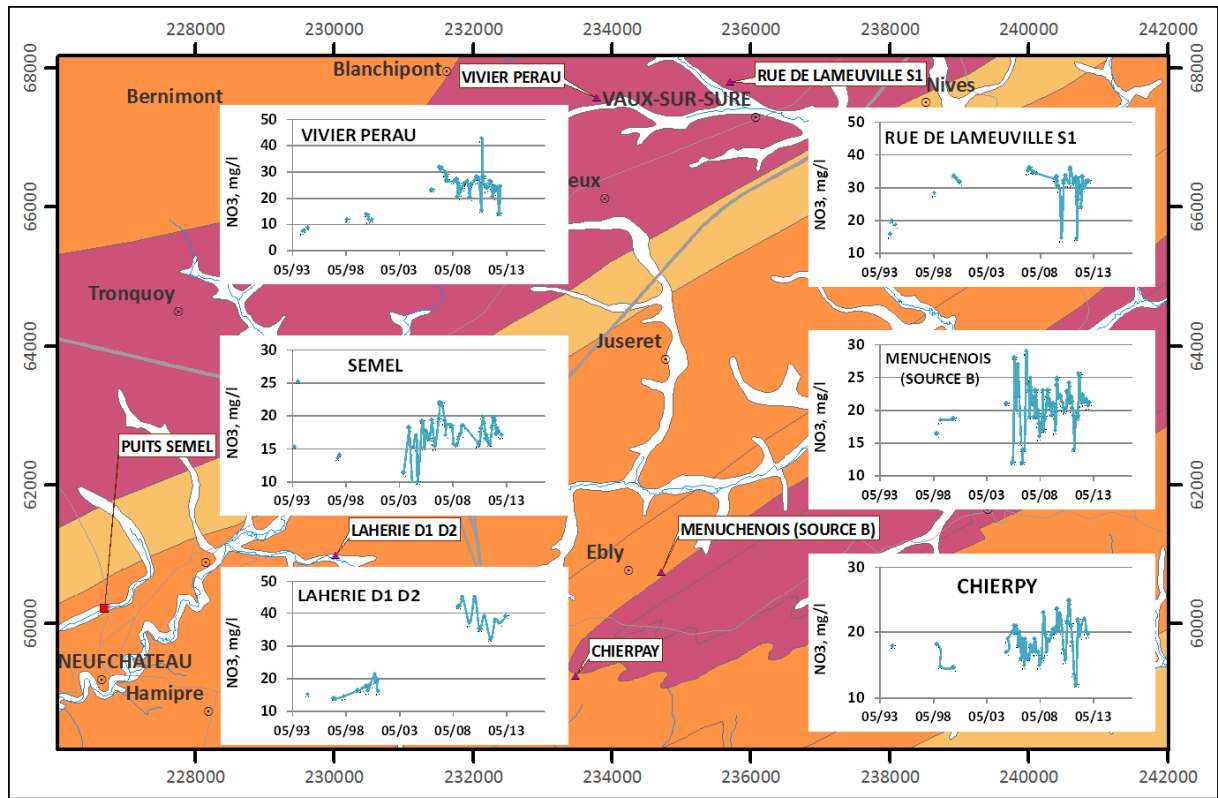 228000 230000 232000 234000 236000 238000 240000 242000
68000
66000
64000
62000
60000
68000
66000
64000
62000
60000
Blanchipont
VIVIER PERAU
RUE DE LAMEUVILLE S1
Bernimont
VAUX-SUR-SURE
Nives
VIVIER PERAU
NO3, mg/l
50
40
30
20
10
0
05/93 05/98 05/03 05/08 05/13
RUE DE LAMEUVILLE S1
NO3, mg/l
50
40
30
20
10
05/93 05/98 05/03 05/08 05/13
eux
Tronquoy
Juseret
SEMEL
NO3, mg/l
30
25
20
15
10
05/93 05/98 05/03 05/08 05/13
MENUCHENOIS
(SOURCE B)
NO3, mg/l
30
25
20
15
10
05/93 05/98 05/03 05/08 05/13
PUITS SEMEL
LAHERIE D1 D2
MENUCHENOIS (SOURCE B)
Ebly
LAHERIE D1 D2
NO3, mg/l
50
40
30
20
10
05/93 05/98 05/03 05/08 05/13
CHIERPY
NO3, mg/l
30
20
10
05/93 05/98 05/03 05/08 05/13
CHIERPAY
NEUFCHATEAU
Hamipre
228000 230000 232000 234000 236000 238000 240000 242000